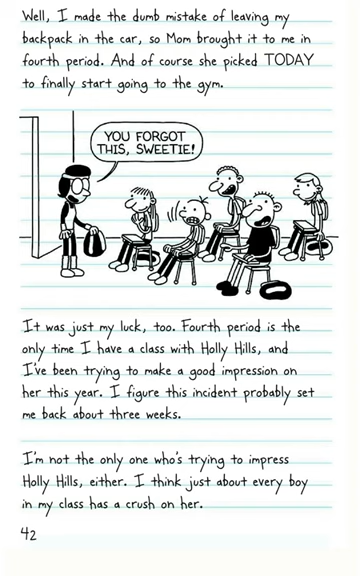 Well, I made the dumb mistake of leaving my
backpack in the car, so Mom brought it to me in
fourth period. And of course she picked TODAY
to finally start going to the gym.
YOU FORGOT
THIS, SWEETIE!
It was just my luck, too. Fourth period is the
only time I have a class with Holly Hills, and
I've been trying to make a good impression on
her this year. I figure this incident probably set
me back about three weeks.
I'm not the only one who's trying to impress
Holly Hills, either. I think just about every boy
in my class has a crush on her.
42